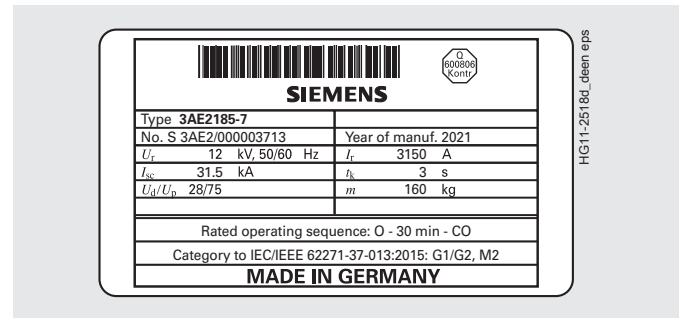 Q
600806
Kontr.
SIEMENS
Type 3AE2185-7
No. S 3AE2/000003713 Year of manuf. 2021
Ur 12 kV, 50/60 Hz Ir 3150 A
Isc 31.5 kA tk 3 s
Ud/Up 28/75 m 160 kg
Rated operating sequence: O - 30 min - CO
Category to IEC/IEEE 62271-37-013:2015: G1/G2, M2
MADE IN GERMANY
HG11-2518d_deen eps